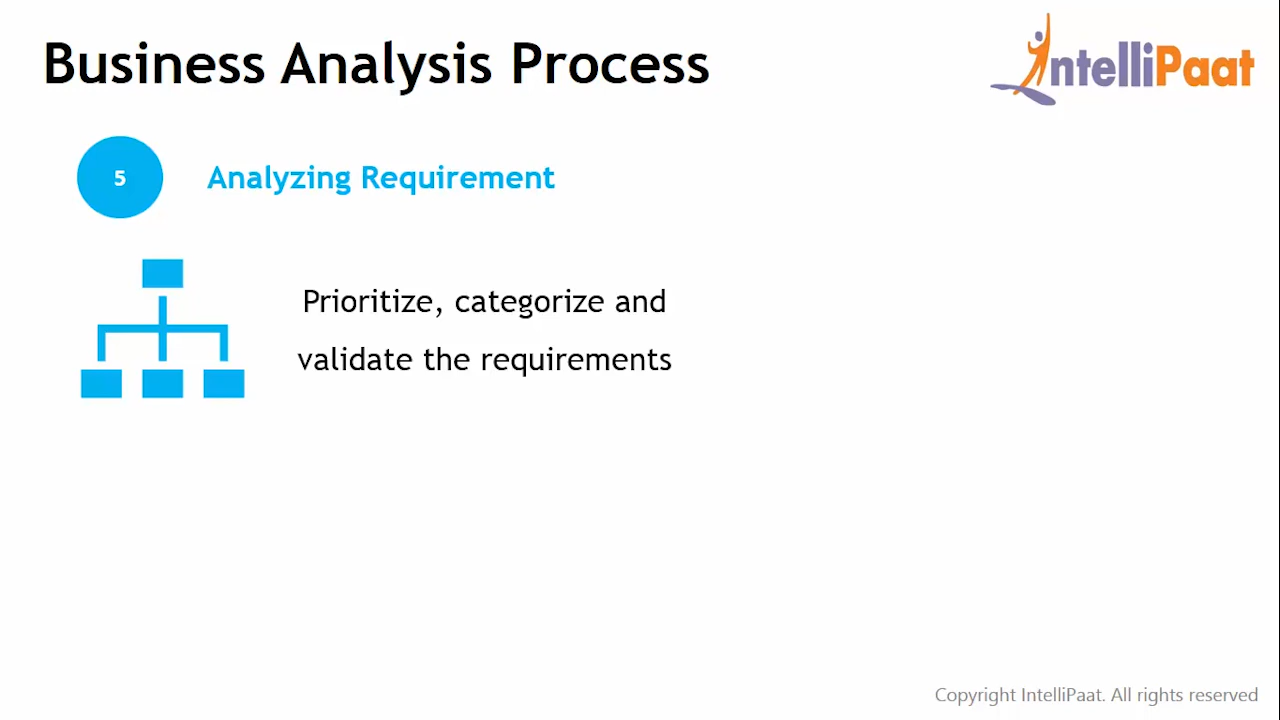 Business Analysis Process
IntelliPaat
5
Analyzing Requirement
Prioritize, categorize and
validate the requirements
Copyright IntelliPaat. All rights reserved